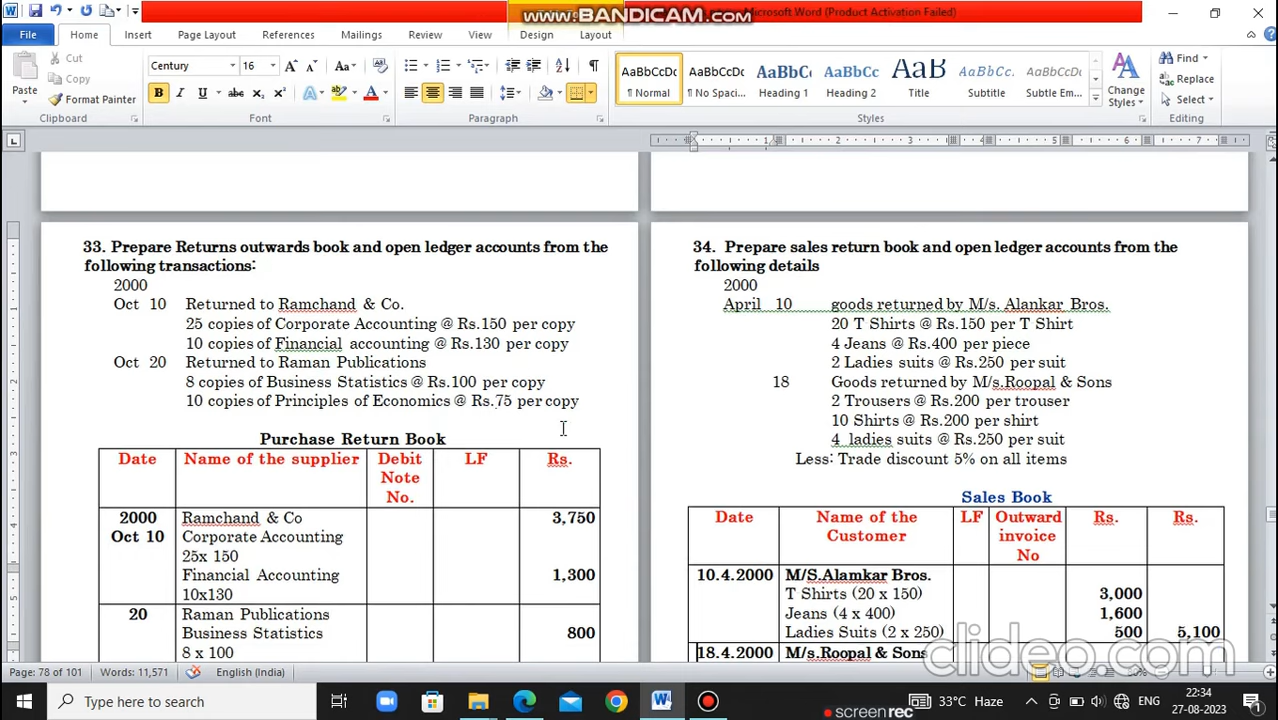 www.BANDICAM.com
Microsoft Word (Product Activation Failed)
File
Home
Insert
Page Layout
References
Mailings
Review
View
Design
Layout
Paste
Cut
Copy
Format Painter
Clipboard
Century
16
Font
Paragraph
AaBbCcDc
¶ Normal
AaBbCcDc
¶ No Spaci...
AaBbC
Heading 1
AaBbCc
Heading 2
AaB
Title
AaBbCcL
Subtitle
AaBbCcDc
Subtle Em...
Change
Styles
Styles
Find
Replace
Select
Editing
33. Prepare Returns outwards book and open ledger accounts from the
following transactions:
2000
Oct 10 Returned to Ramchand & Co.
25 copies of Corporate Accounting @ Rs.150 per copy
10 copies of Financial accounting @ Rs.130 per copy
Oct 20 Returned to Raman Publications
8 copies of Business Statistics @ Rs.100 per copy
10 copies of Principles of Economics @ Rs.75 per copy
Purchase Return Book
Date Name of the supplier Debit Note No. LF Rs.
2000 Ramchand & Co 3,750
Oct 10 Corporate Accounting
25x 150
Financial Accounting 1,300
10x130
20 Raman Publications
Business Statistics 800
8 x 100
34. Prepare sales return book and open ledger accounts from the
following details
2000
April 10 goods returned by M/s. Alankar Bros.
20 T Shirts @ Rs.150 per T Shirt
4 Jeans @ Rs.400 per piece
2 Ladies suits @ Rs.250 per suit
18 Goods returned by M/s.Roopal & Sons
2 Trousers @ Rs.200 per trouser
10 Shirts @ Rs.200 per shirt
4 ladies suits @ Rs.250 per suit
Less: Trade discount 5% on all items
Sales Book
Date Name of the Customer LF Outward invoice No Rs. Rs.
10.4.2000 M/S.Alamkar Bros.
T Shirts (20 x 150) 3,000
Jeans (4 x 400) 1,600
Ladies Suits (2 x 250) 500 5,100
18.4.2000 M/s.Roopal & Sons
clideo.com
Page: 78 of 101
Words: 11,571
English (India)
Type here to search
33°C Haze
ENG
22:34
27-08-2023
screen rec